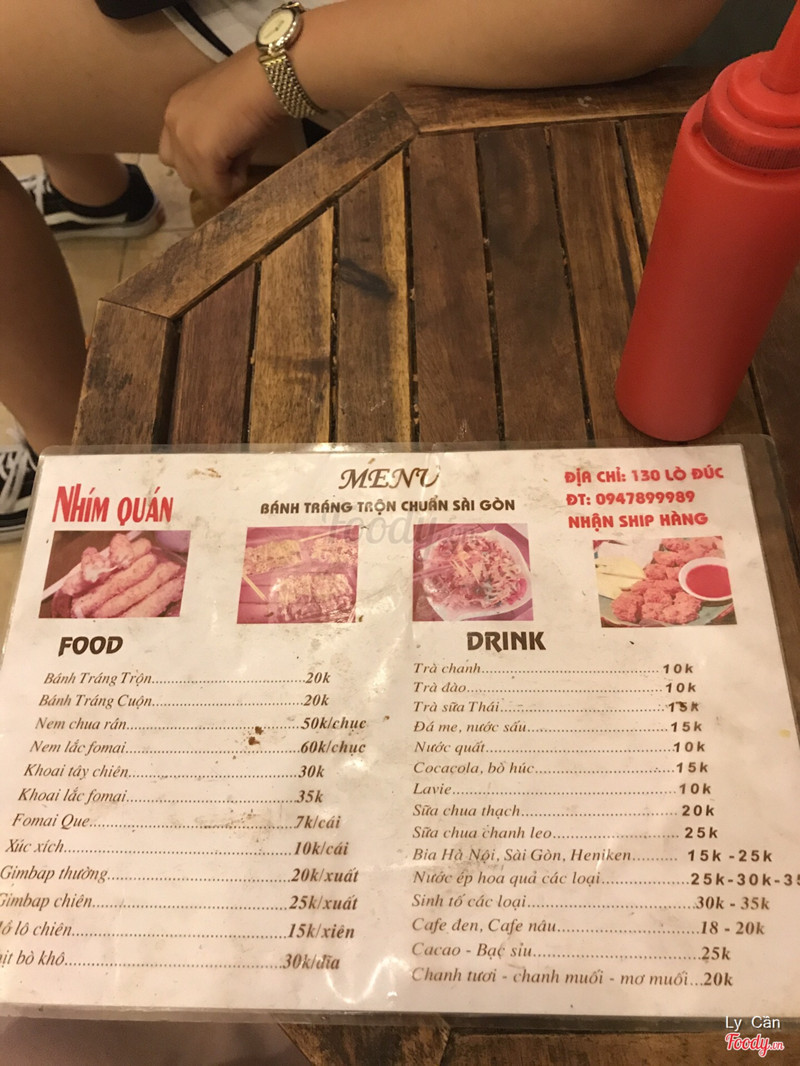 NHÍM QUÁN
MENU
BÁNH TRÁNG TRỘN CHUẨN SÀI GÒN
ĐỊA CHỈ: 130 LÒ ĐÚC
ĐT: 0947899989
NHẬN SHIP HÀNG
Foody.vn
FOOD
Bánh Tráng Trộn 20k
Bánh Tráng Cuộn 20k
Nem chua rán 50k/chục
Nem lắc fomai 60k/chục
Khoai tây chiên 30k
Khoai lắc fomai 35k
Fomai Que 7k/cái
Xúc xích 10k/cái
Gimbap thường 20k/xuất
Gimbap chiên 25k/xuất
lô chiên 15k/xiên
bò khô 30k/đĩa
DRINK
Trà chanh 10k
Trà đào 10k
Trà sữa Thái 15k
Đá me, nước sấu 15k
Nước quất 10k
Cocacola, bò húc 15k
Lavie 10k
Sữa chua thạch 20k
Sữa chua chanh leo 25k
Bia Hà Nội, Sài Gòn, Heniken 15k -25k
Nước ép hoa quả các loại 25k-30k-35
Sinh tố các loại 30k - 35k
Cafe đen, Cafe nâu 18 - 20k
Cacao - Bạc sỉu 25k
Chanh tươi - chanh muối - mơ muối 20k
Ly Cần
Foody.vn